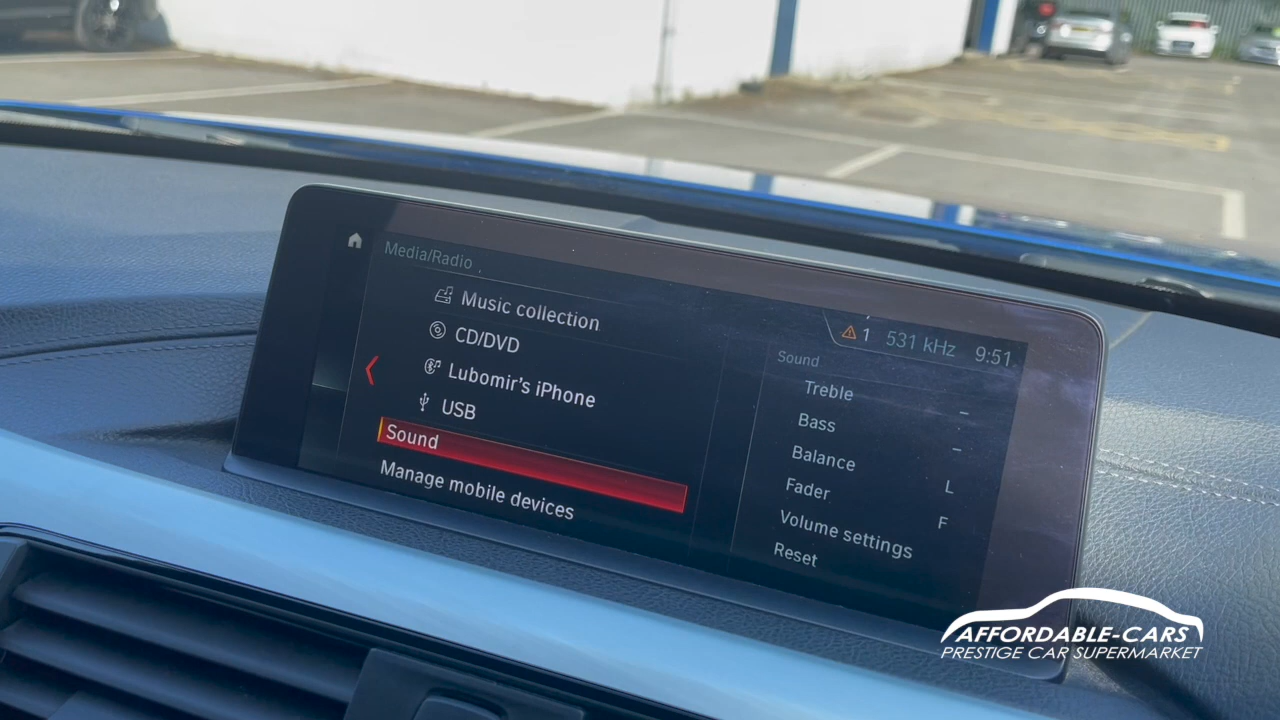 Media/Radio
Music collection
CD/DVD
Lubomir's iPhone
USB
Sound
Manage mobile devices
1 531 kHz 9:51
Sound
Treble –
Bass –
Balance L
Fader F
Volume settings
Reset
AFFORDABLE-CARS
PRESTIGE CAR SUPERMARKET